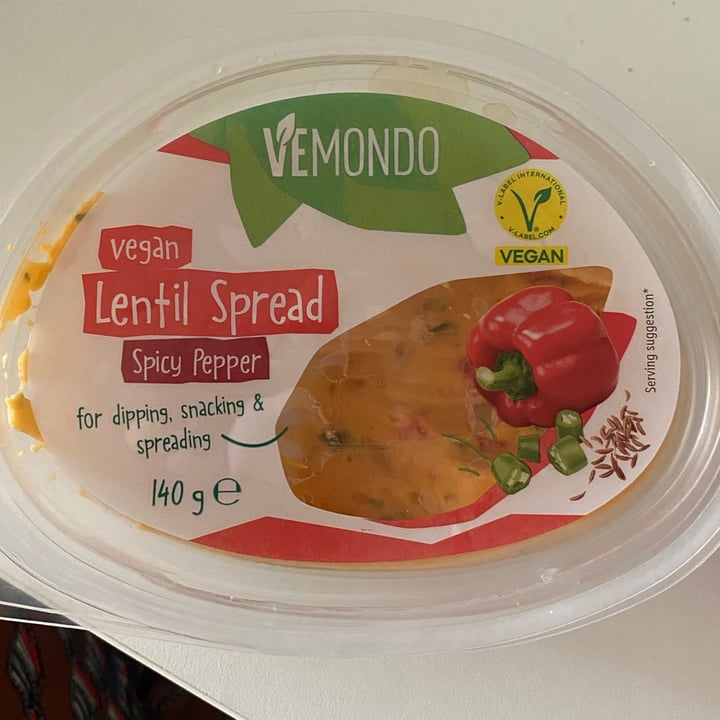 VEMONDO
V-LABEL INTERNATIONAL
V-LABEL.COM
VEGAN
vegan
Lentil Spread
Spicy Pepper
for dipping, snacking &
spreading
140 g ℮
Serving suggestion*